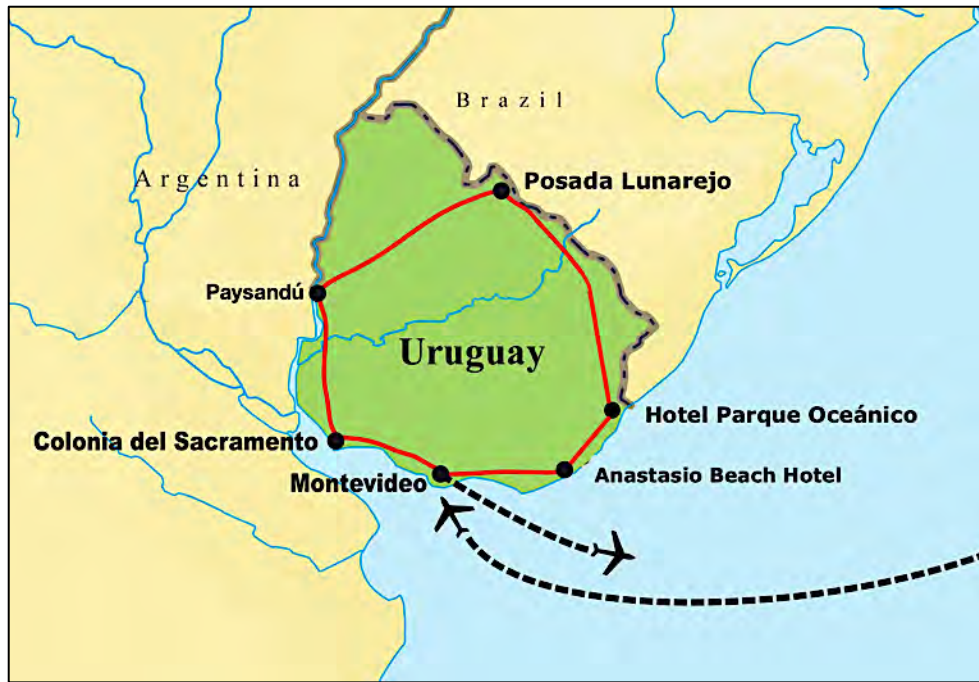 Brazil
Argentina
Posada Lunarejo
Paysandú
Uruguay
Hotel Parque Oceánico
Colonia del Sacramento
Montevideo
Anastasio Beach Hotel